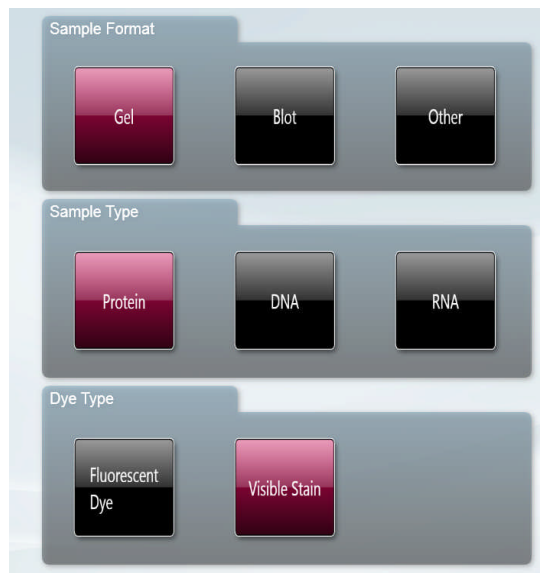 Sample Format
Gel
Blot
Other
Sample Type
Protein
DNA
RNA
Dye Type
Fluorescent
Dye
Visible Stain